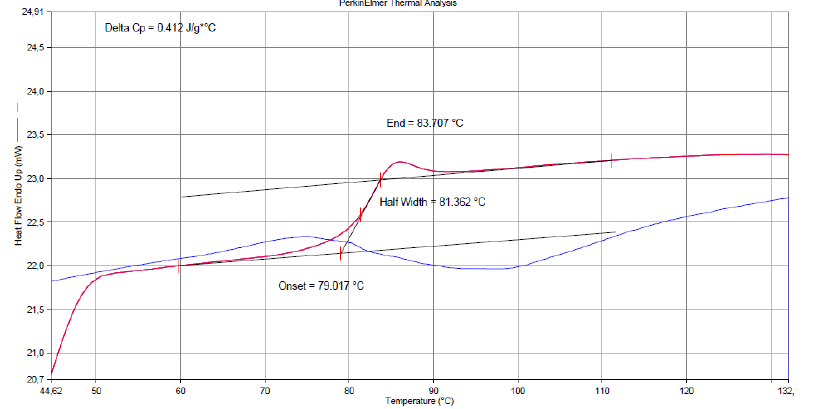 PerkinElmer Thermal Analysis
24,91
Delta Cp = 0.412 J/g*°C
24,5
24,0
End = 83.707 °C
23,5
23,0
Half Width = 81.362 °C
22,5
22,0
Onset = 79.017 °C
21,5
21,0
20,7
Heat Flow Endo Up (mW)
44,62 50 60 70 80 90 100 110 120 132,
Temperature (°C)